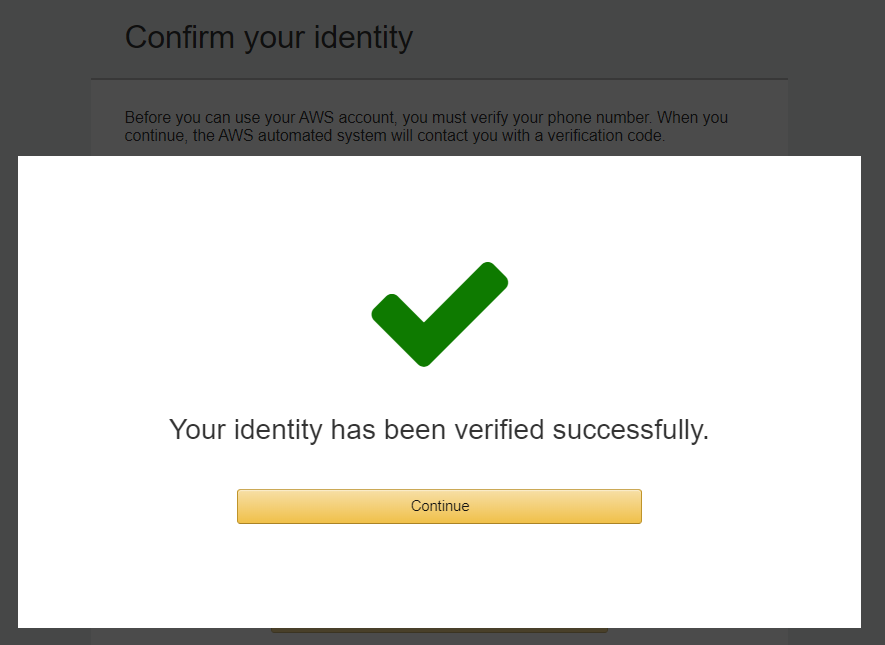 Confirm your identity
Before you can use your AWS account, you must verify your phone number. When you
continue, the AWS automated system will contact you with a verification code.
Your identity has been verified successfully.
Continue